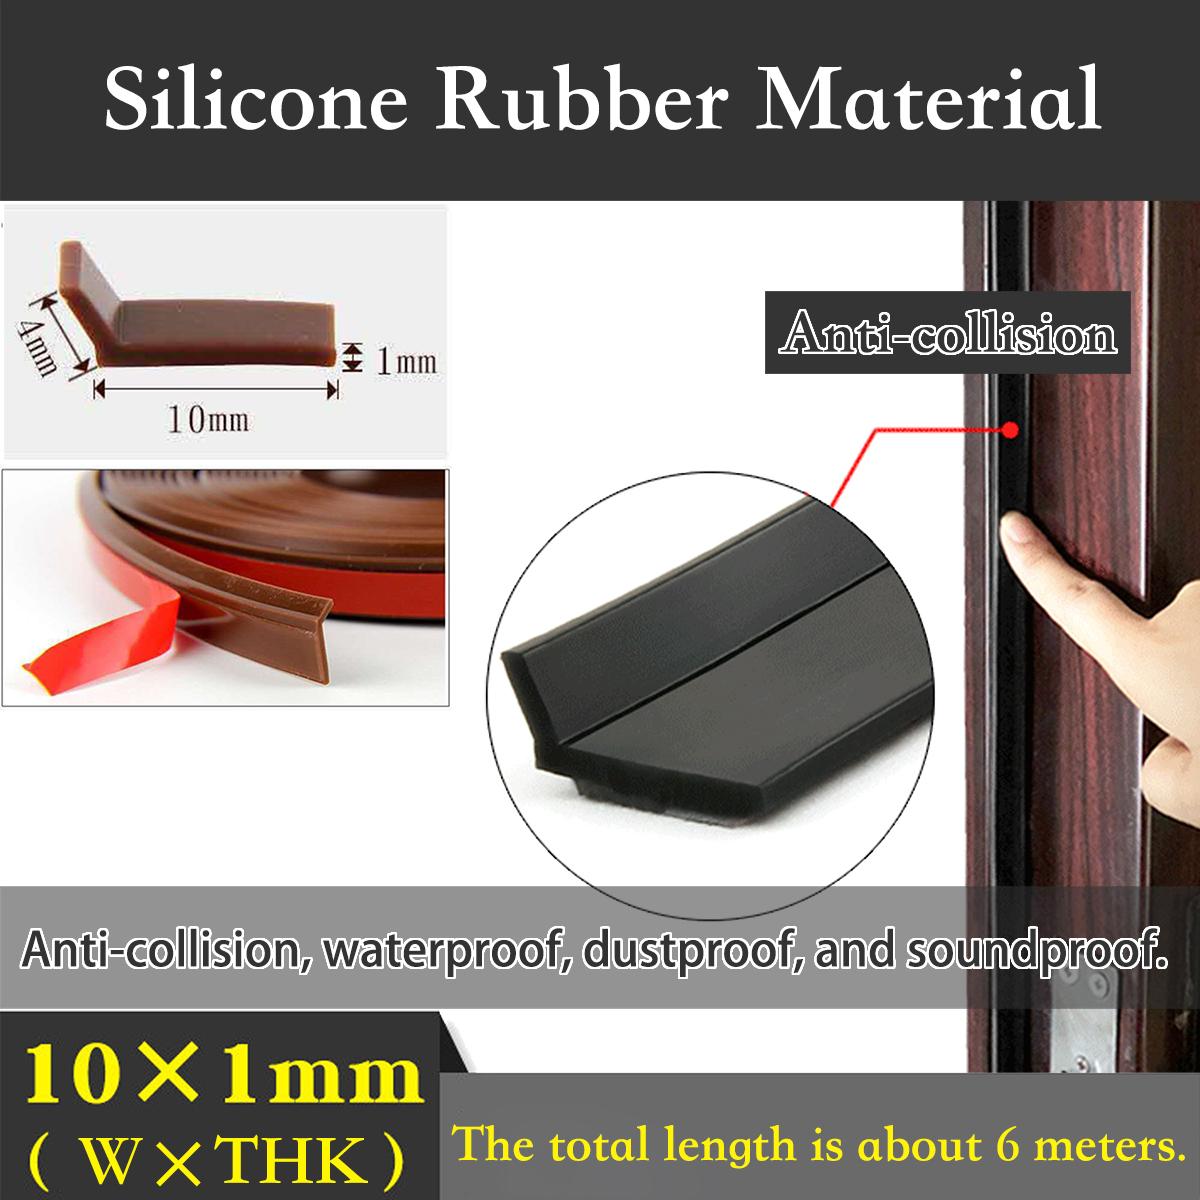 Silicone Rubber Material
4mm
1mm
10mm
Anti-collision
Anti-collision, waterproof, dustproof, and soundproof.
10×1mm
( W×THK )
The total length is about 6 meters.